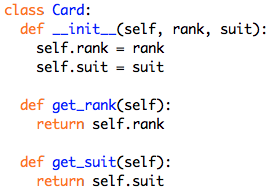 class Card:
  def __init__(self, rank, suit):
    self.rank = rank
    self.suit = suit

  def get_rank(self):
    return self.rank

  def get_suit(self):
    return self.suit